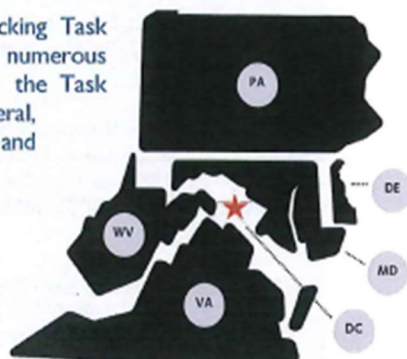 cking Task
numerous
the Task
eral,
and
PA
DE
WV
MD
VA
DC